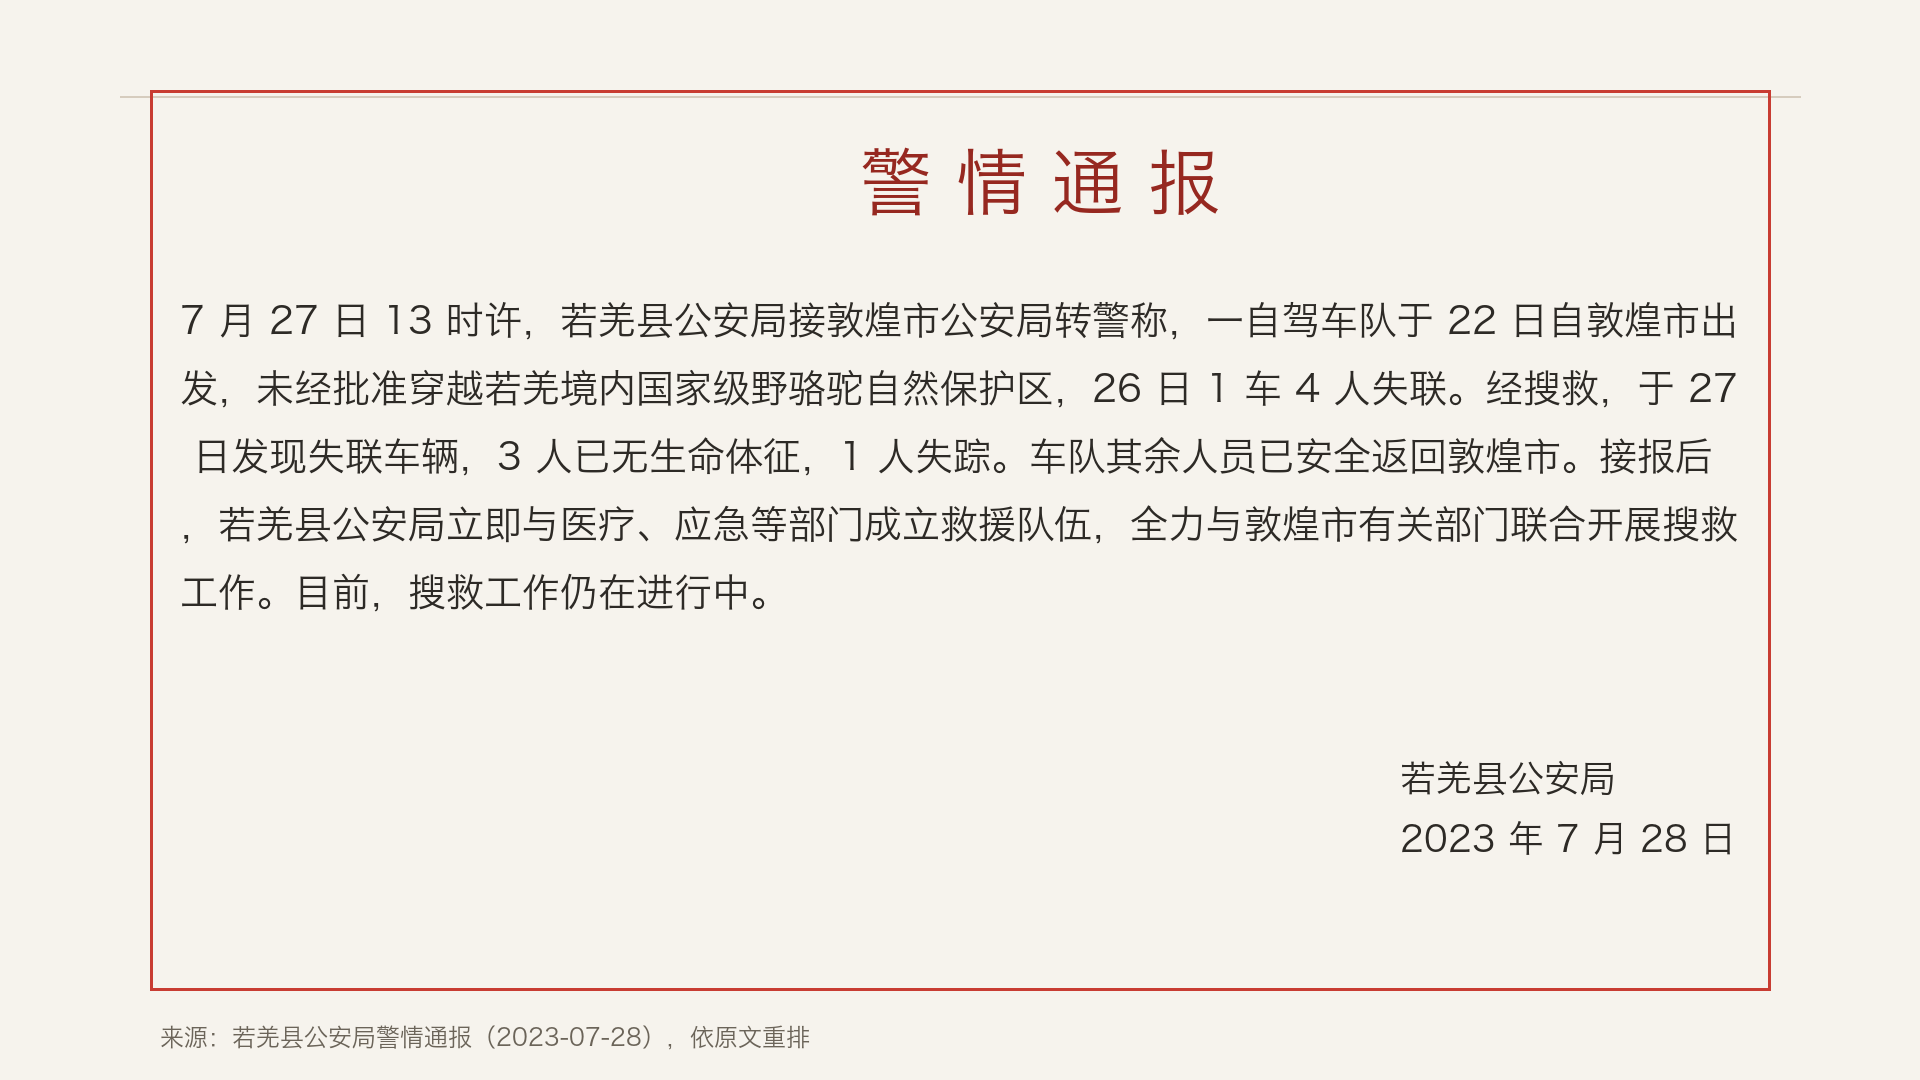 警情通报
7 月 27 日 13 时许，若羌县公安局接敦煌市公安局转警称，一自驾车队于 22 日自敦煌市出
发，未经批准穿越若羌境内国家级野骆驼自然保护区，26 日 1 车 4 人失联。经搜救，于 27
日发现失联车辆，3 人已无生命体征，1 人失踪。车队其余人员已安全返回敦煌市。接报后
，若羌县公安局立即与医疗、应急等部门成立救援队伍，全力与敦煌市有关部门联合开展搜救
工作。目前，搜救工作仍在进行中。
若羌县公安局
2023 年 7 月 28 日
来源：若羌县公安局警情通报（2023-07-28），依原文重排